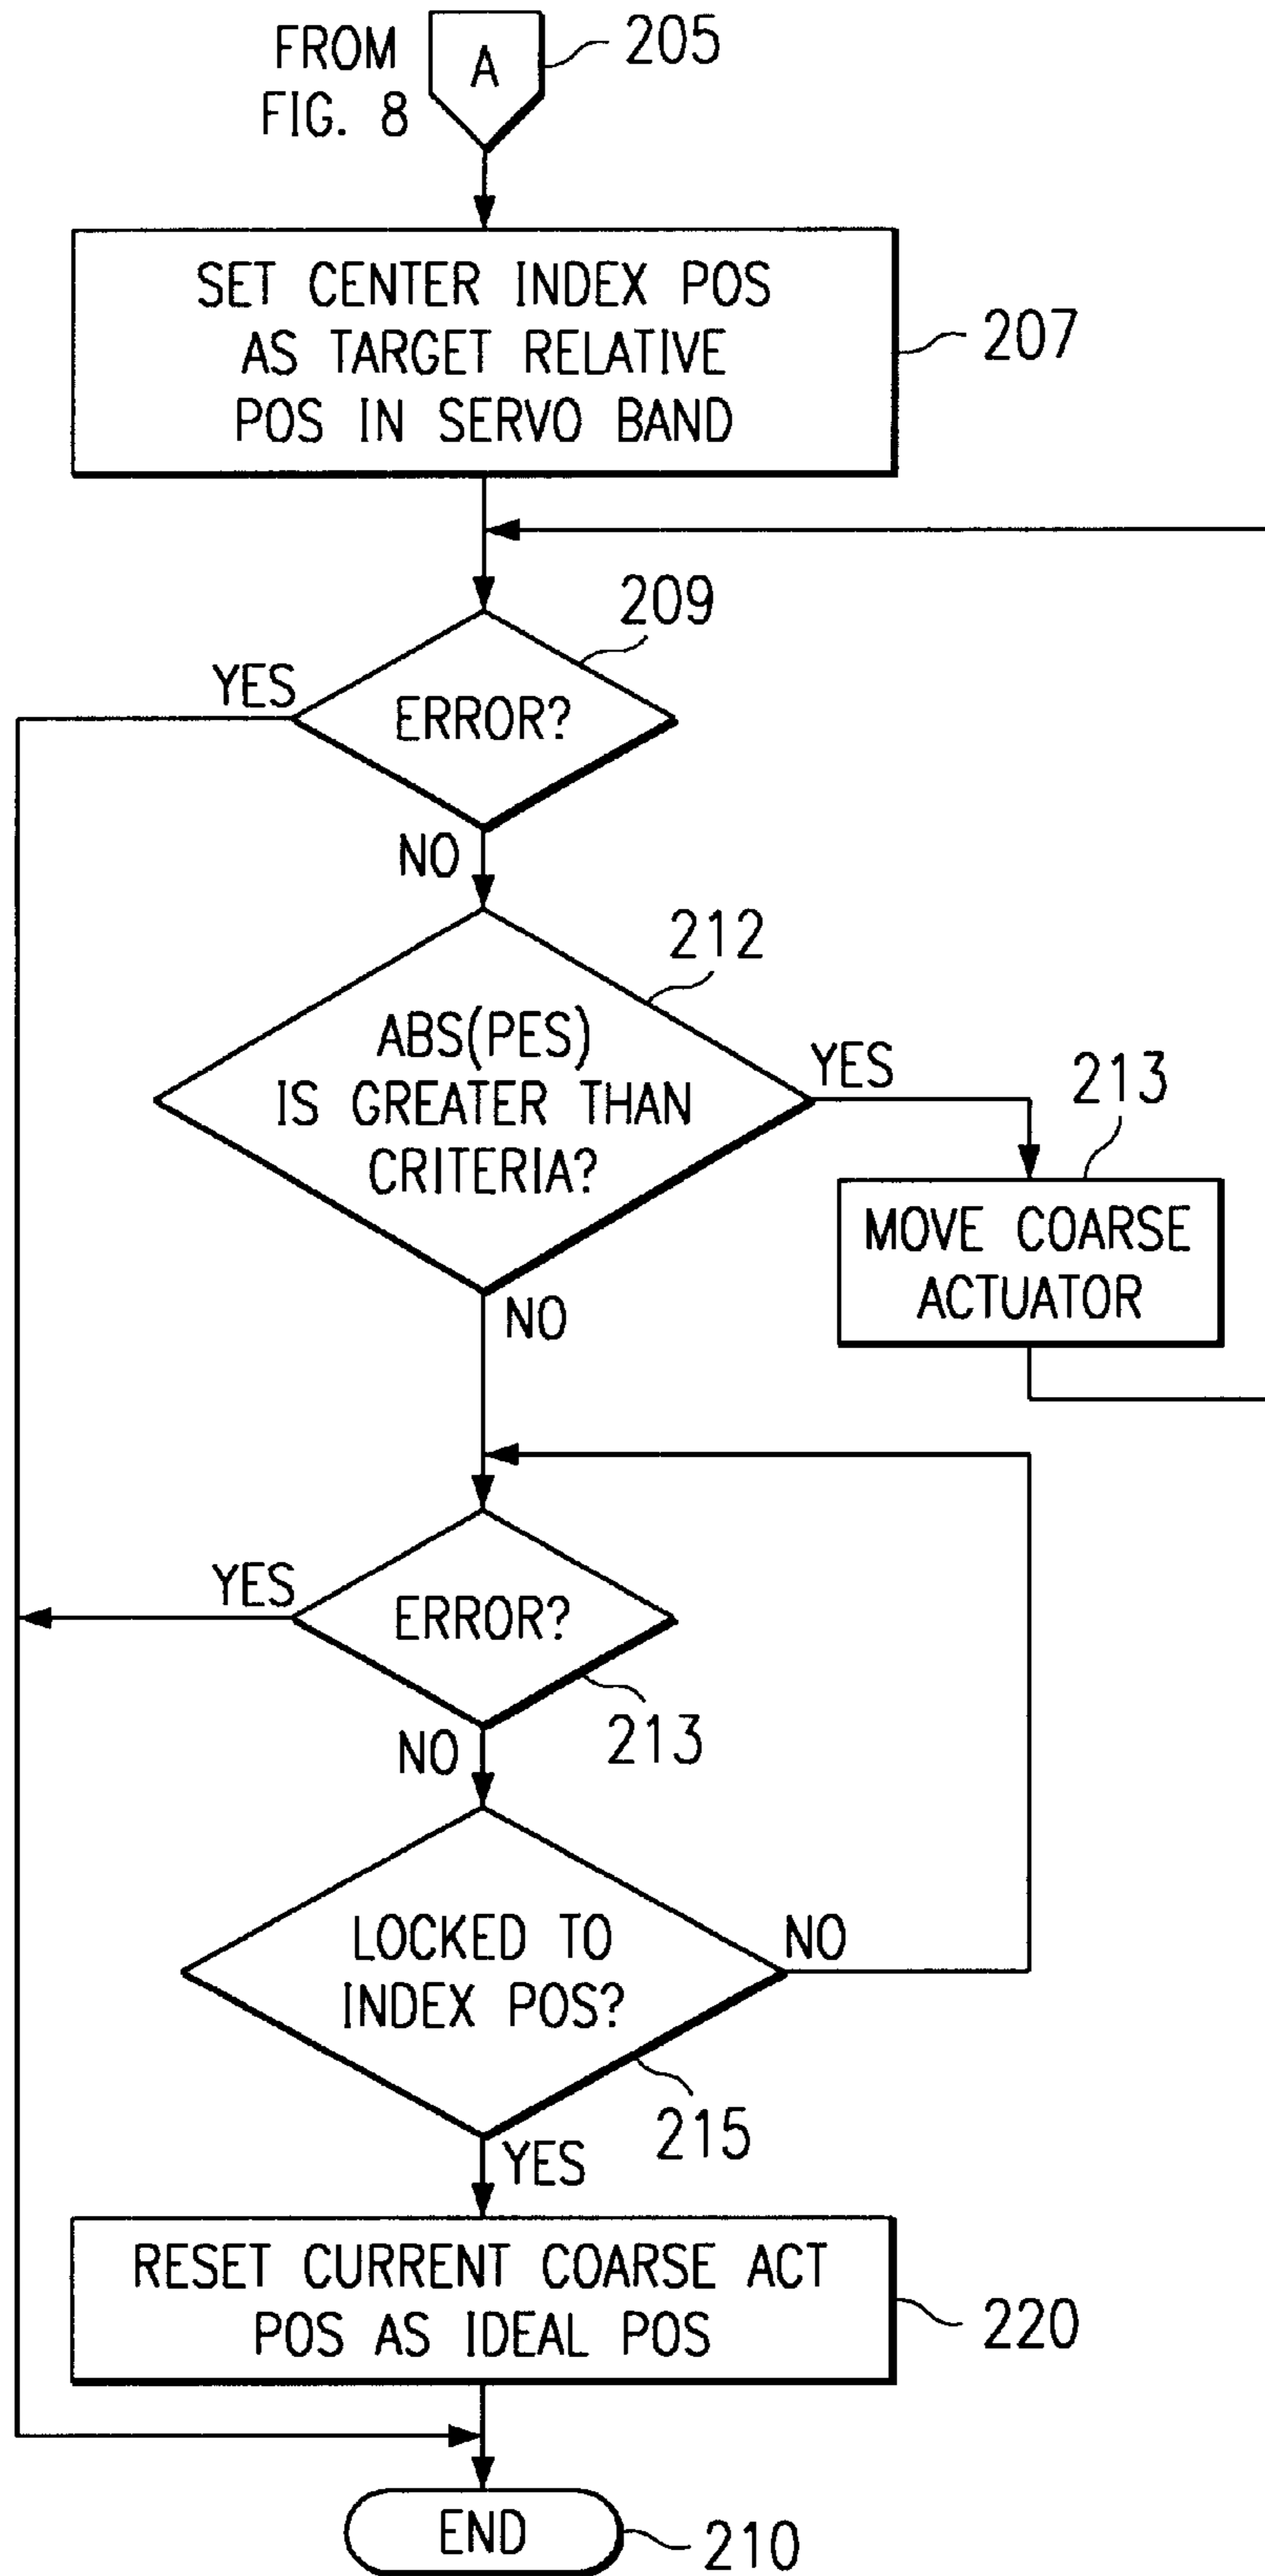 FROM
FIG. 8
A
205
SET CENTER INDEX POS
AS TARGET RELATIVE
POS IN SERVO BAND
207
209
YES
ERROR?
NO
212
ABS(PES)
IS GREATER THAN
CRITERIA?
YES
213
MOVE COARSE
ACTUATOR
NO
YES
ERROR?
213
NO
LOCKED TO
INDEX POS?
NO
215
YES
RESET CURRENT COARSE ACT
POS AS IDEAL POS
220
END
210